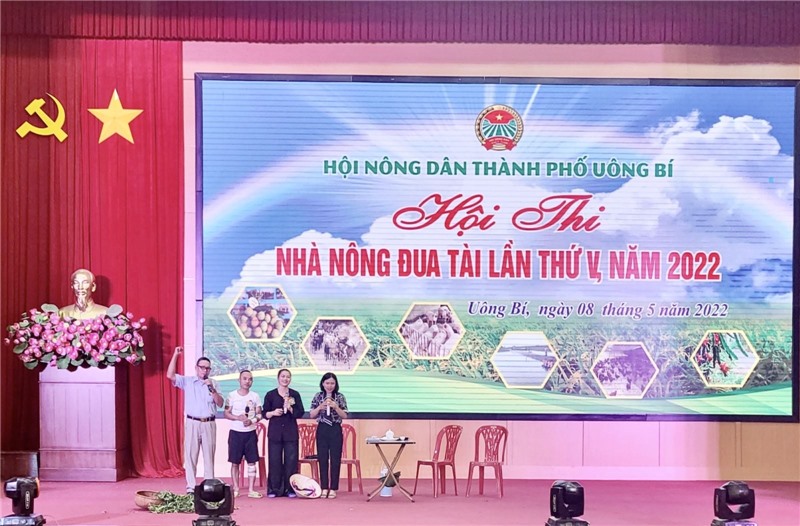 HỘI NÔNG DÂN THÀNH PHỐ UÔNG BÍ
Hội Thi
NHÀ NÔNG ĐUA TÀI LẦN THỨ V, NĂM 2022
Uông Bí, ngày 08 tháng 5 năm 2022